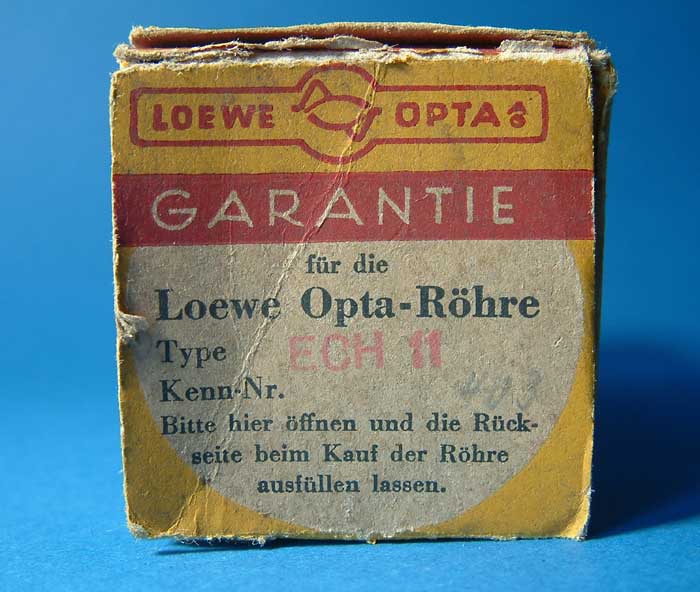 LOEWE OPTA
GARANTIE
für die
Loewe Opta-Röhre
Type ECH 11
Kenn-Nr.
Bitte hier öffnen und die Rück-
seite beim Kauf der Röhre
ausfüllen lassen.